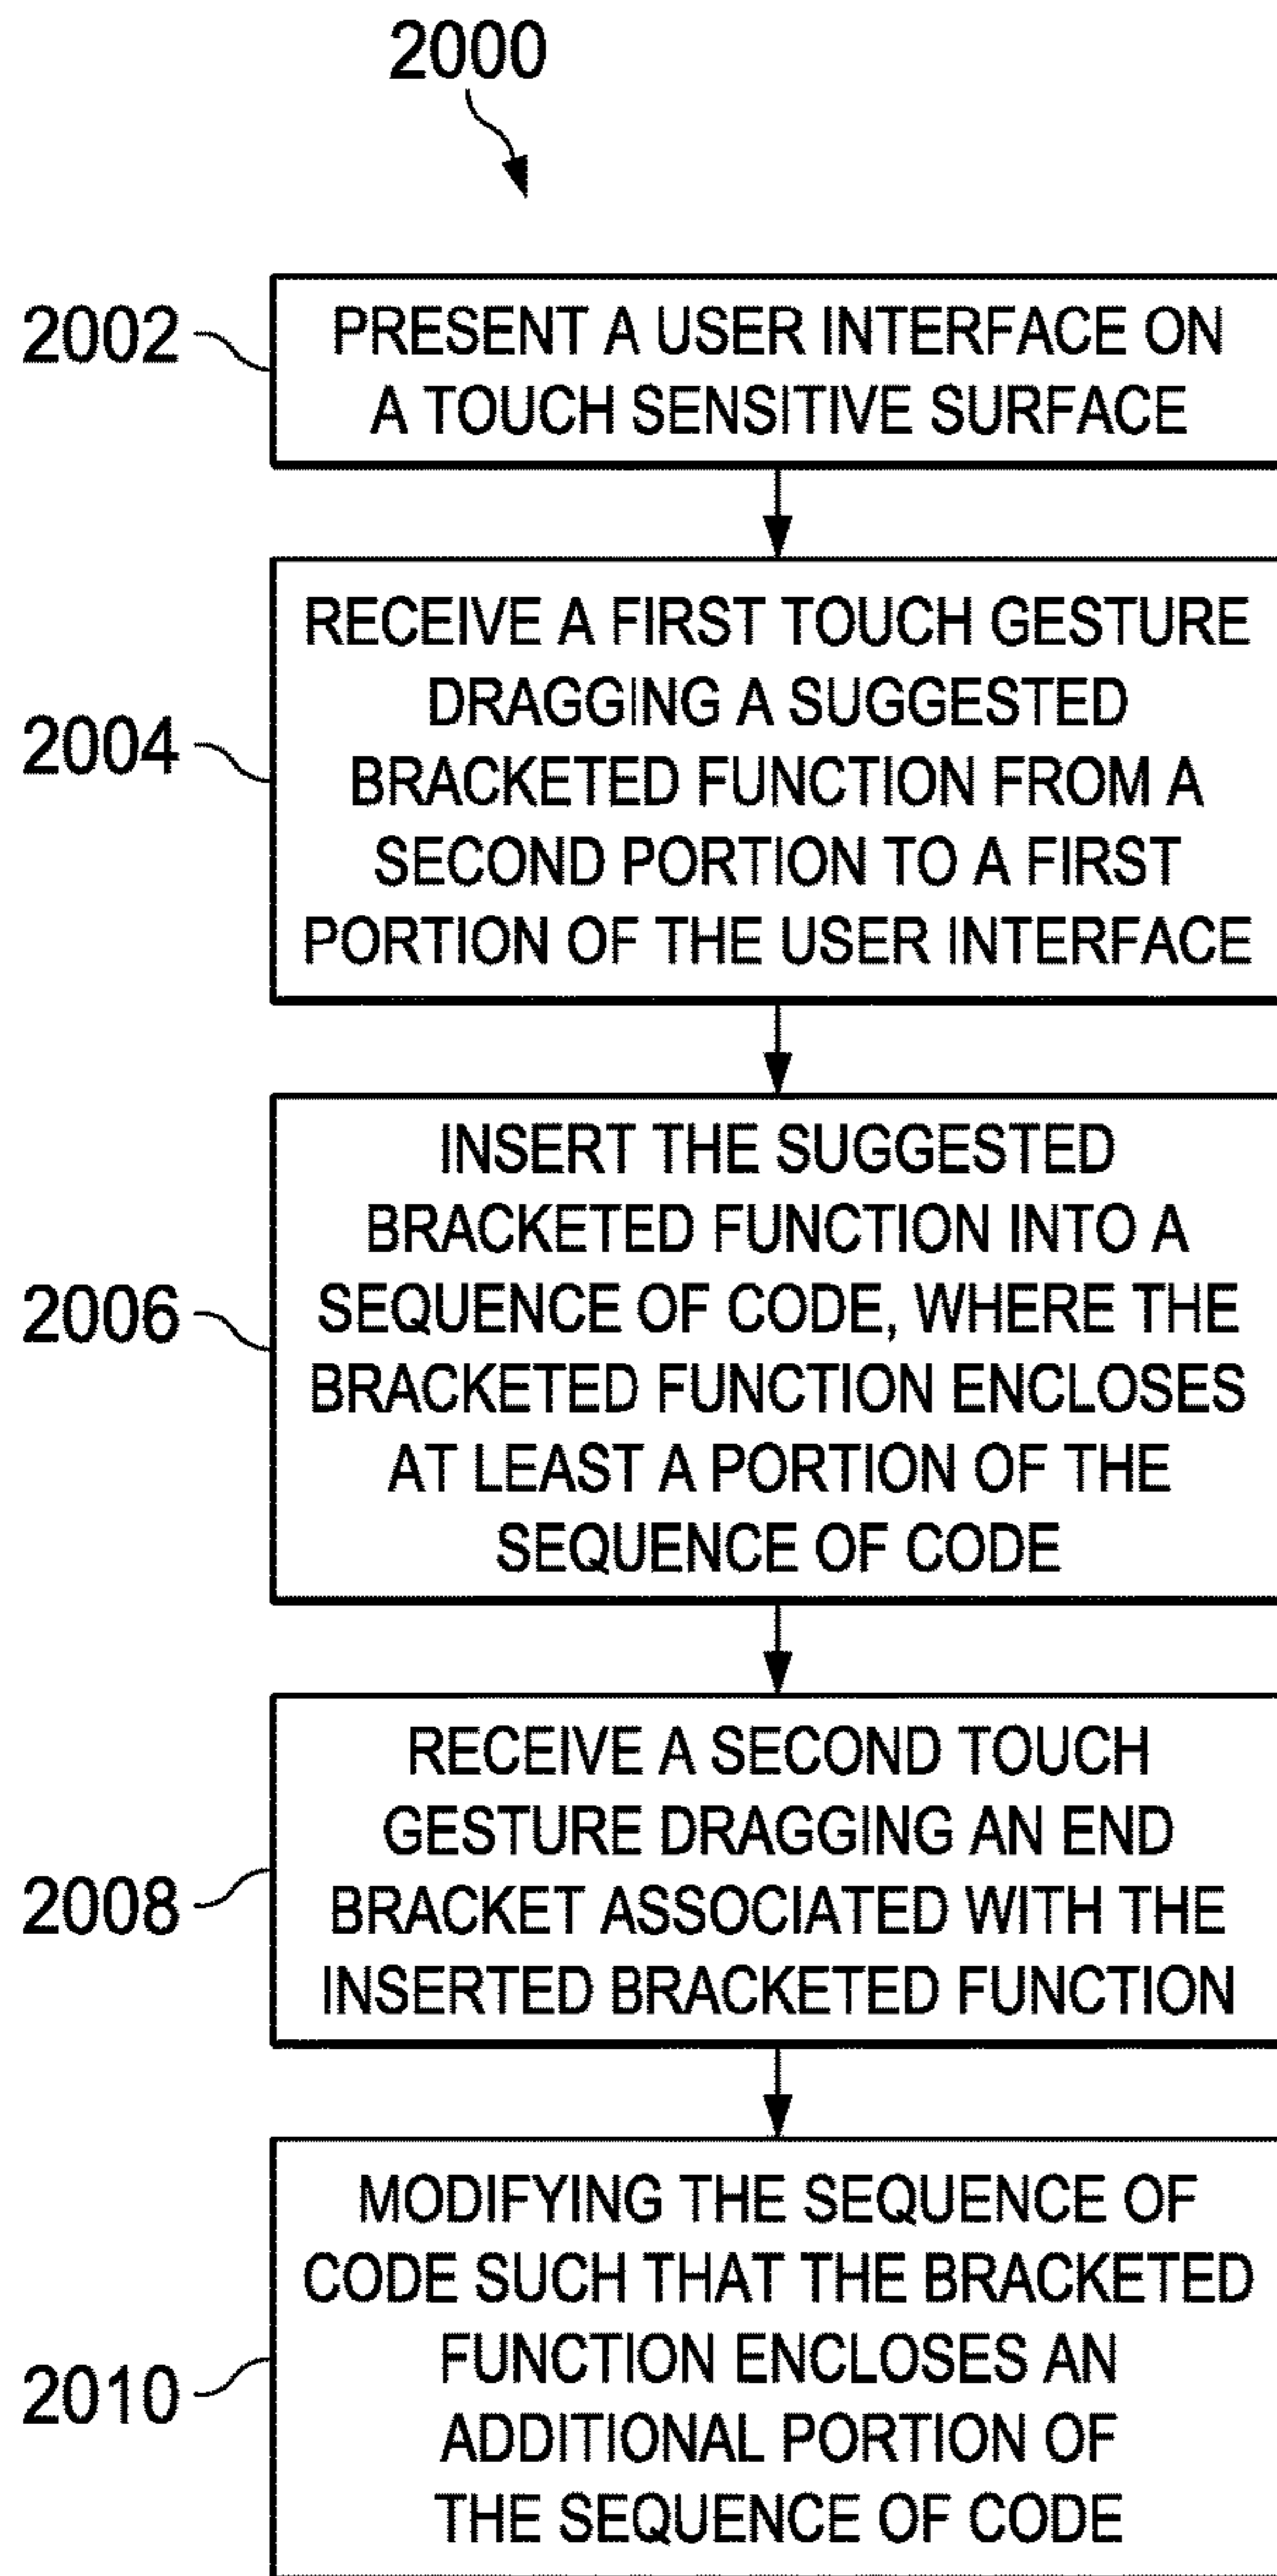 2000
2002
PRESENT A USER INTERFACE ON
A TOUCH SENSITIVE SURFACE
2004
RECEIVE A FIRST TOUCH GESTURE
DRAGGING A SUGGESTED
BRACKETED FUNCTION FROM A
SECOND PORTION TO A FIRST
PORTION OF THE USER INTERFACE
2006
INSERT THE SUGGESTED
BRACKETED FUNCTION INTO A
SEQUENCE OF CODE, WHERE THE
BRACKETED FUNCTION ENCLOSES
AT LEAST A PORTION OF THE
SEQUENCE OF CODE
2008
RECEIVE A SECOND TOUCH
GESTURE DRAGGING AN END
BRACKET ASSOCIATED WITH THE
INSERTED BRACKETED FUNCTION
2010
MODIFYING THE SEQUENCE OF
CODE SUCH THAT THE BRACKETED
FUNCTION ENCLOSES AN
ADDITIONAL PORTION OF
THE SEQUENCE OF CODE